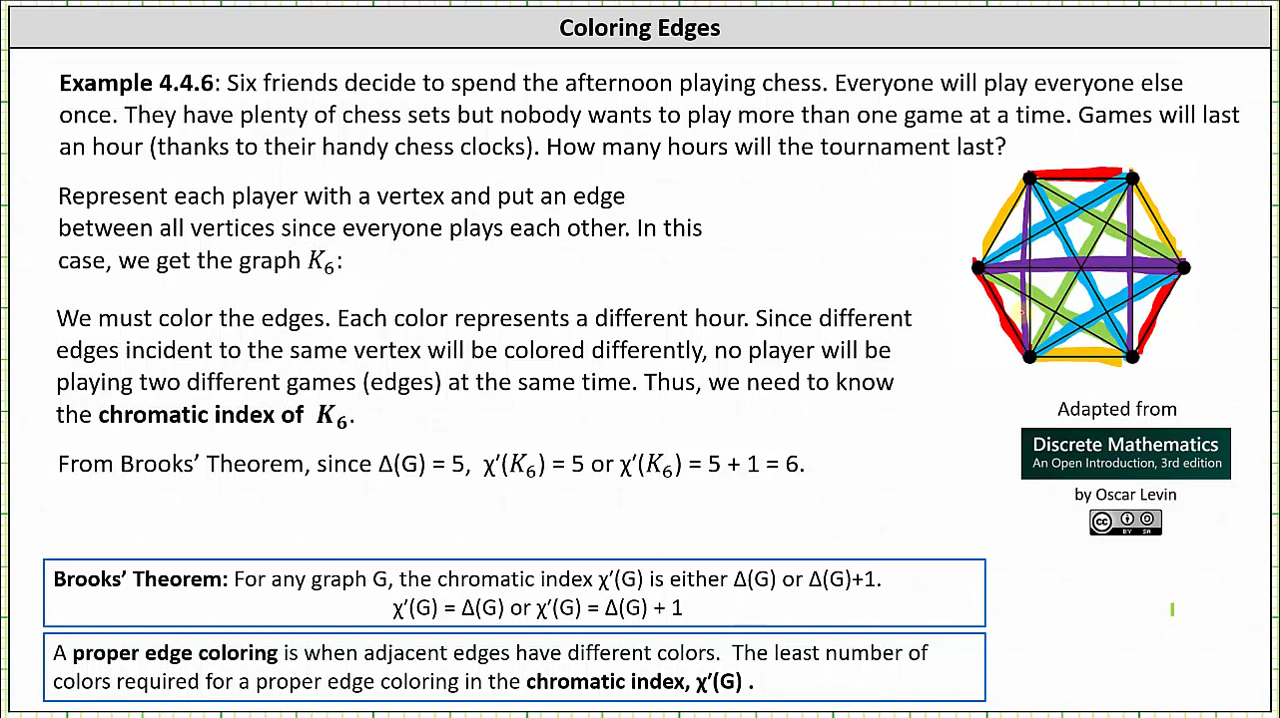 Coloring Edges
Example 4.4.6: Six friends decide to spend the afternoon playing chess. Everyone will play everyone else
once. They have plenty of chess sets but nobody wants to play more than one game at a time. Games will last
an hour (thanks to their handy chess clocks). How many hours will the tournament last?
Represent each player with a vertex and put an edge
between all vertices since everyone plays each other. In this
case, we get the graph K₆:
We must color the edges. Each color represents a different hour. Since different
edges incident to the same vertex will be colored differently, no player will be
playing two different games (edges) at the same time. Thus, we need to know
the chromatic index of K₆.
From Brooks' Theorem, since Δ(G) = 5, χ′(K₆) = 5 or χ′(K₆) = 5 + 1 = 6.
Adapted from
Discrete Mathematics
An Open Introduction, 3rd edition
by Oscar Levin
cc
BY SA
Brooks' Theorem: For any graph G, the chromatic index χ′(G) is either Δ(G) or Δ(G)+1.
χ′(G) = Δ(G) or χ′(G) = Δ(G) + 1
A proper edge coloring is when adjacent edges have different colors. The least number of
colors required for a proper edge coloring in the chromatic index, χ′(G) .